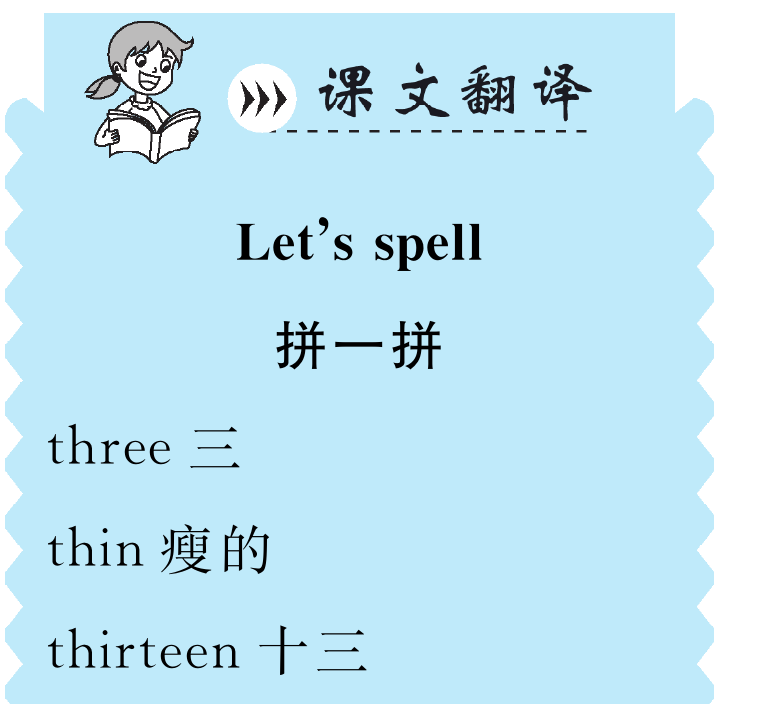 课文翻译
Let's spell
拼一拼
three 三
thin 瘦的
thirteen 十三